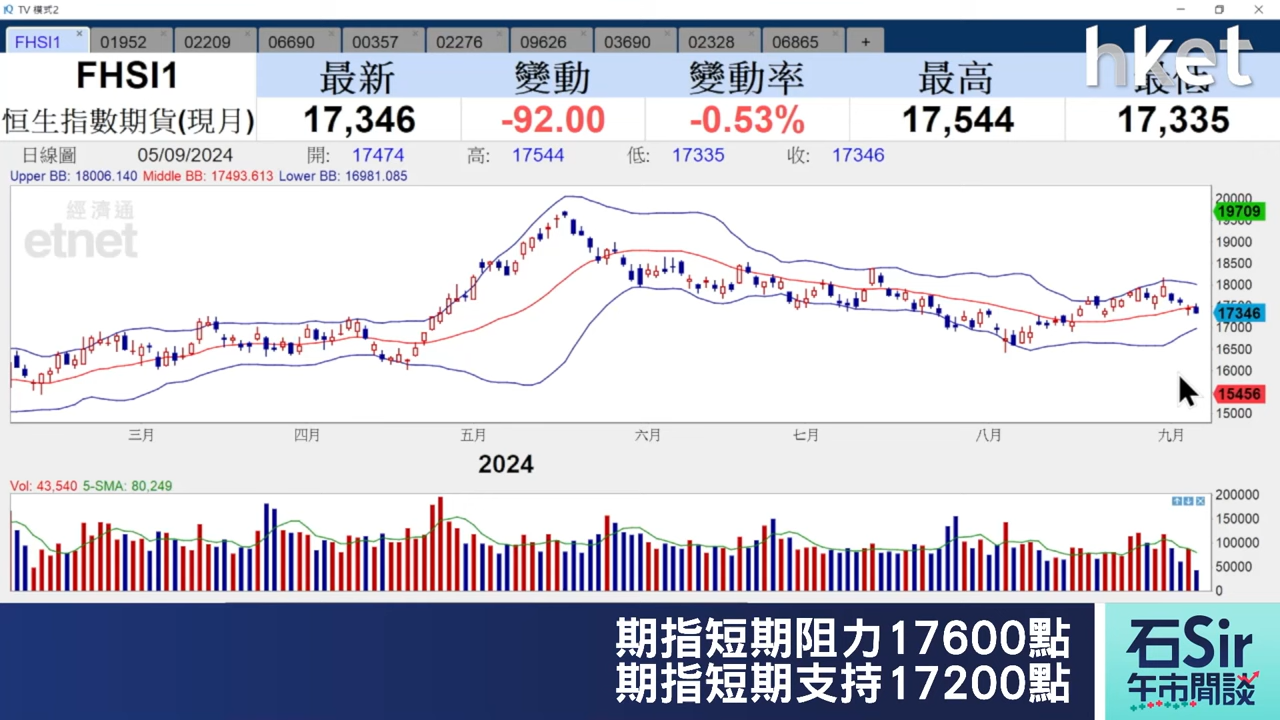 TV 模式2
FHSI1 01952 02209 06690 00357 02276 09626 03690 02328 06865 +
hket
FHSI1 最新 變動 變動率 最高 最低
恒生指數期貨(現月) 17,346 -92.00 -0.53% 17,544 17,335
日線圖 05/09/2024 開: 17474 高: 17544 低: 17335 收: 17346
Upper BB: 18006.140 Middle BB: 17493.613 Lower BB: 16981.085
經濟通
etnet
20000
19709
19000
18500
18000
17346
17000
16500
16000
15456
15000
三月 四月 五月 六月 七月 八月 九月
2024
Vol: 43,540 5-SMA: 80,249
200000
150000
100000
50000
0
期指短期阻力17600點
期指短期支持17200點
石Sir
午市閒談